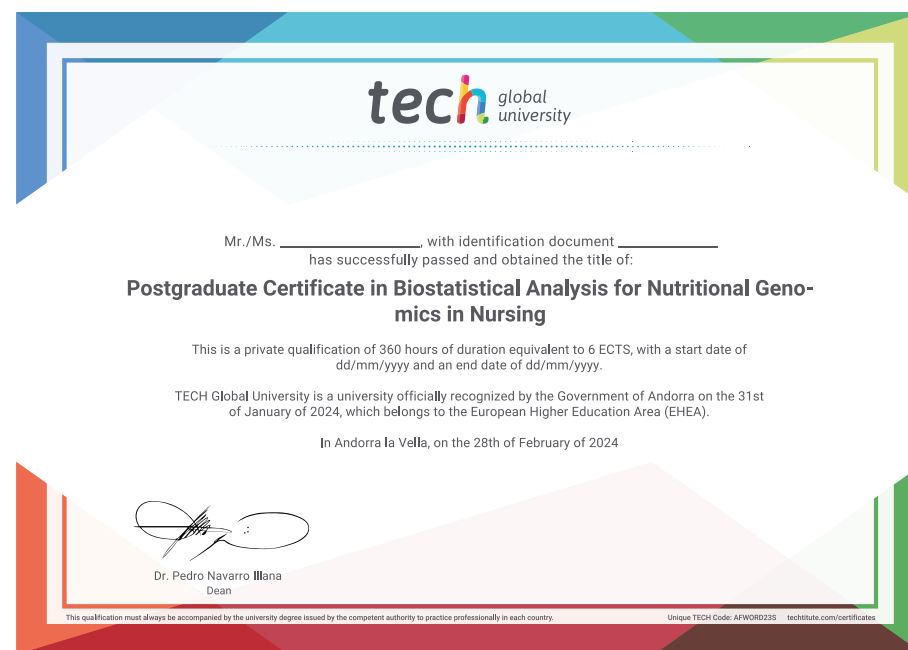 tech global
university
Mr./Ms. ____________, with identification document ____________
has successfully passed and obtained the title of:
Postgraduate Certificate in Biostatistical Analysis for Nutritional Geno-
mics in Nursing
This is a private qualification of 360 hours of duration equivalent to 6 ECTS, with a start date of
dd/mm/yyyy and an end date of dd/mm/yyyy.
TECH Global University is a university officially recognized by the Government of Andorra on the 31st
of January of 2024, which belongs to the European Higher Education Area (EHEA).
In Andorra la Vella, on the 28th of February of 2024
Dr. Pedro Navarro Illana
Dean
This qualification must always be accompanied by the university degree issued by the competent authority to practice professionally in each country.
Unique TECH Code: AFWORD23S techtitute.com/certificates